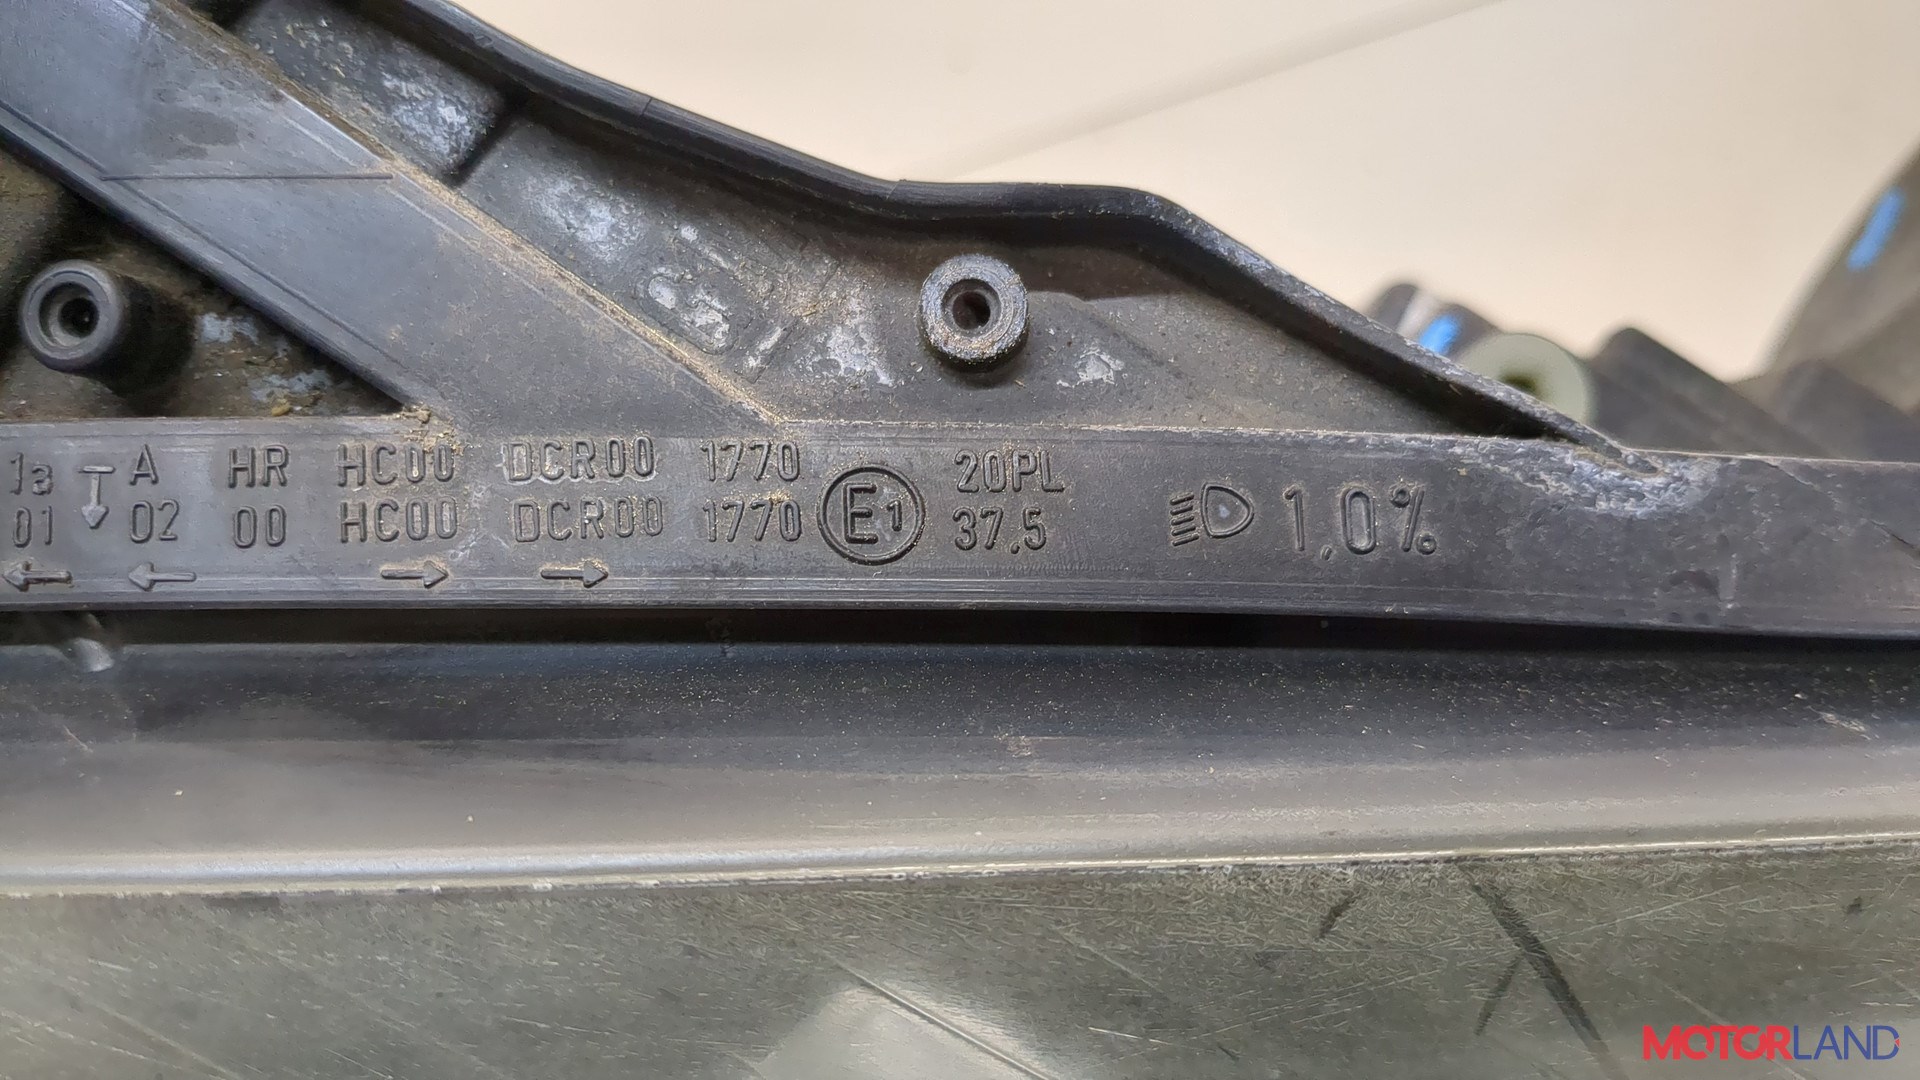 1a A HR HC00 DCR00 1770 20PL
01 02 00 HC00 DCR00 1770 E1 37.5 1,0%
MOTORLAND